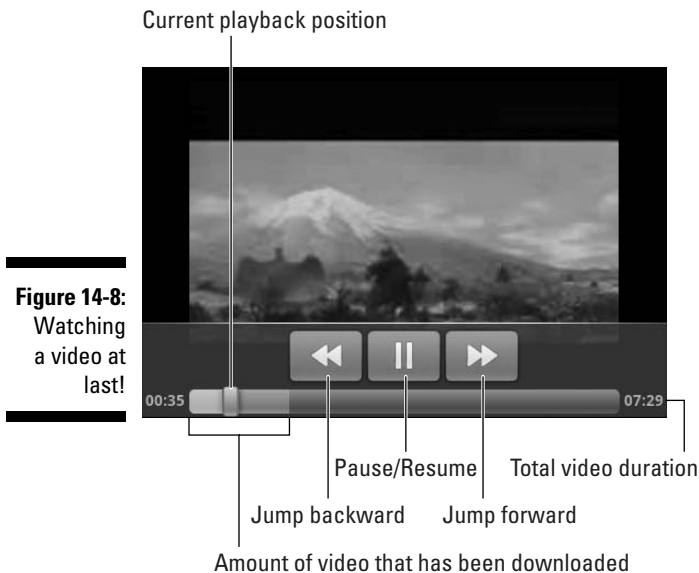 Current playback position
Figure 14-8:
Watching
a video at
last!
00:35
07:29
Pause/Resume
Total video duration
Jump backward
Jump forward
Amount of video that has been downloaded